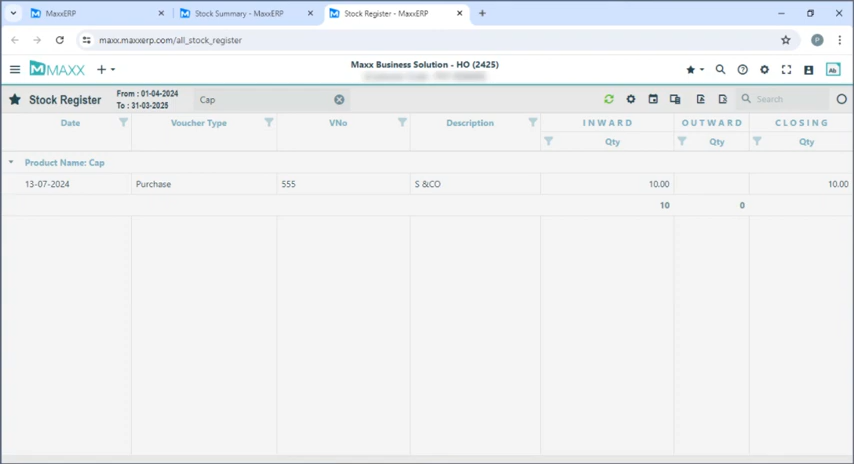 MaxxERP
Stock Summary - MaxxERP
Stock Register - MaxxERP
maxx.maxxerp.com/all_stock_register
P
MAXX
Maxx Business Solution - HO (2425)
Ab
Stock Register
From : 01-04-2024
To : 31-03-2025
Cap
Search
Date Voucher Type VNo Description INWARD OUTWARD CLOSING
Qty Qty Qty
Product Name: Cap
13-07-2024 Purchase 555 S &CO 10.00 10.00
10 0